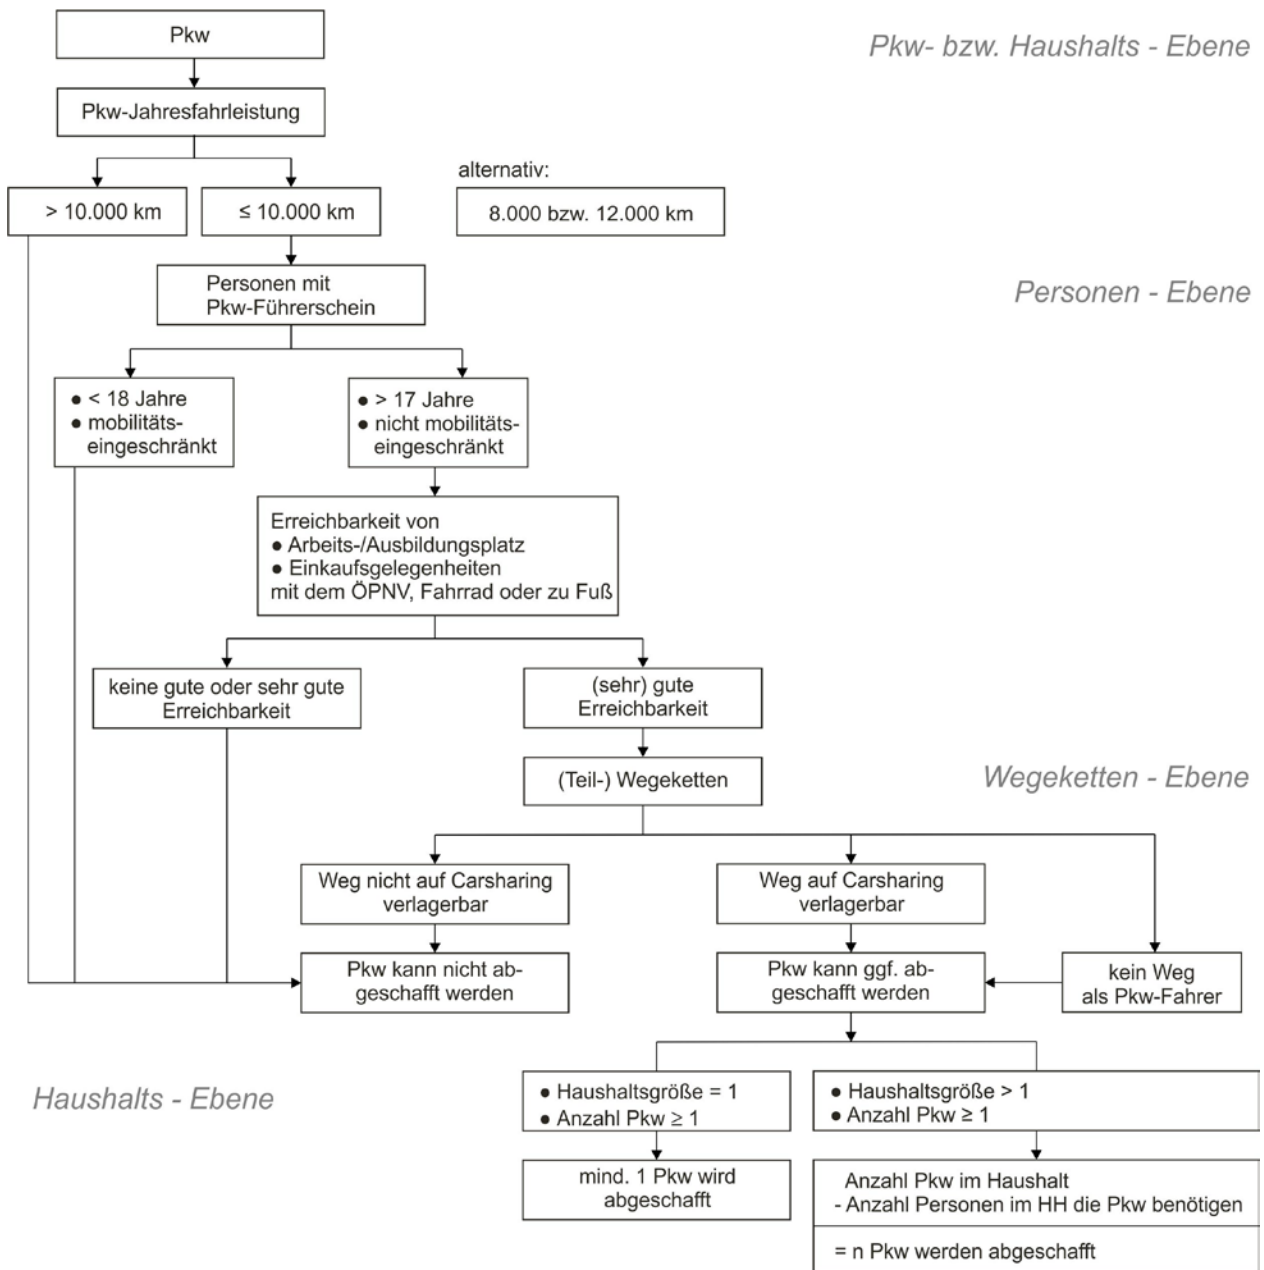 Pkw
Pkw- bzw. Haushalts - Ebene
Pkw-Jahresfahrleistung
> 10.000 km
≤ 10.000 km
alternativ:
8.000 bzw. 12.000 km
Personen mit
Pkw-Führerschein
Personen - Ebene
● < 18 Jahre
● mobilitäts-
eingeschränkt
● > 17 Jahre
● nicht mobilitäts-
eingeschränkt
Erreichbarkeit von
● Arbeits-/Ausbildungsplatz
● Einkaufsgelegenheiten
mit dem ÖPNV, Fahrrad oder zu Fuß
keine gute oder sehr gute
Erreichbarkeit
(sehr) gute
Erreichbarkeit
(Teil-) Wegeketten
Wegeketten - Ebene
Weg nicht auf Carsharing
verlagerbar
Weg auf Carsharing
verlagerbar
Pkw kann nicht ab-
geschafft werden
Pkw kann ggf. ab-
geschafft werden
kein Weg
als Pkw-Fahrer
Haushalts - Ebene
● Haushaltsgröße = 1
● Anzahl Pkw ≥ 1
● Haushaltsgröße > 1
● Anzahl Pkw ≥ 1
mind. 1 Pkw wird
abgeschafft
Anzahl Pkw im Haushalt
- Anzahl Personen im HH die Pkw benötigen
= n Pkw werden abgeschafft